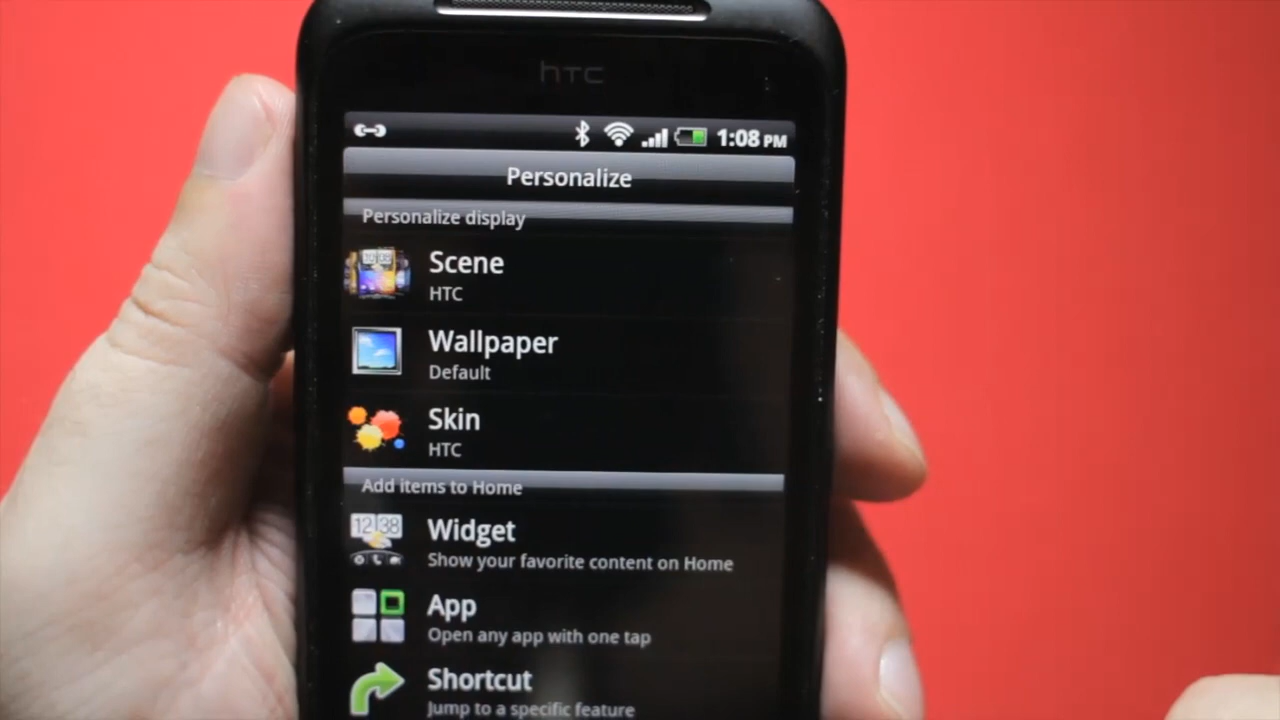 hTC
1:08 PM
Personalize
Personalize display
Scene
HTC
Wallpaper
Default
Skin
HTC
Add items to Home
12 38
Widget
Show your favorite content on Home
App
Open any app with one tap
Shortcut
Jump to a specific feature